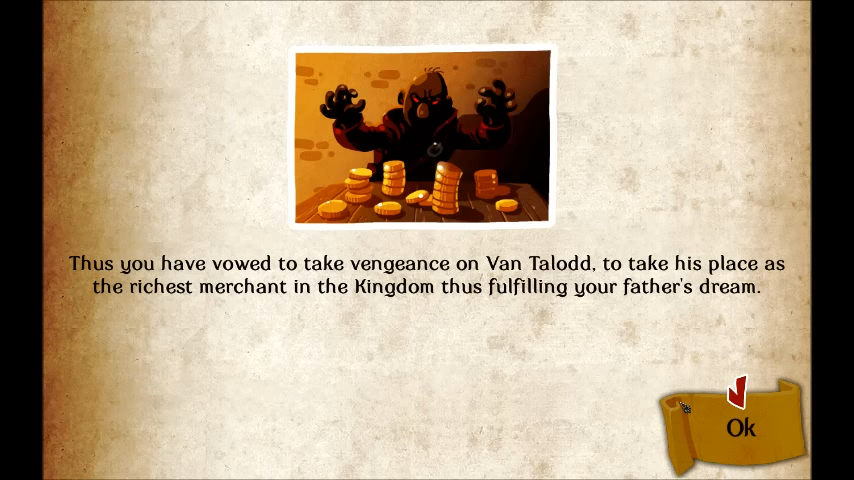 Thus you have vowed to take vengeance on Van Talodd, to take his place as
the richest merchant in the Kingdom thus fulfilling your father's dream.
Ok